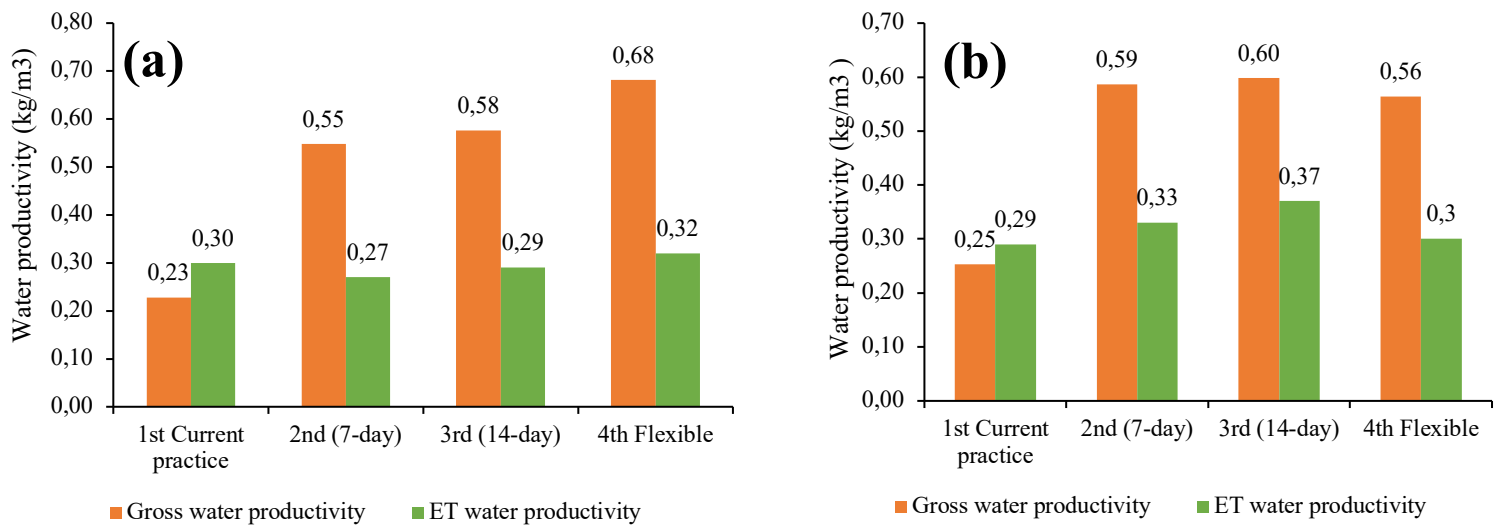 (a)
Water productivity (kg/m3)
0,80
0,70
0,60
0,50
0,40
0,30
0,20
0,10
0,00
0,23
0,30
0,55
0,27
0,58
0,29
0,68
0,32
1st Current
practice
2nd (7-day)
3rd (14-day)
4th Flexible
Gross water productivity
ET water productivity
(b)
Water productivity (kg/m3 )
0,70
0,60
0,50
0,40
0,30
0,20
0,10
0,00
0,25
0,29
0,59
0,33
0,60
0,37
0,56
0,3
1st Current
practice
2nd (7-day)
3rd (14-day)
4th Flexible
Gross water productivity
ET water productivity